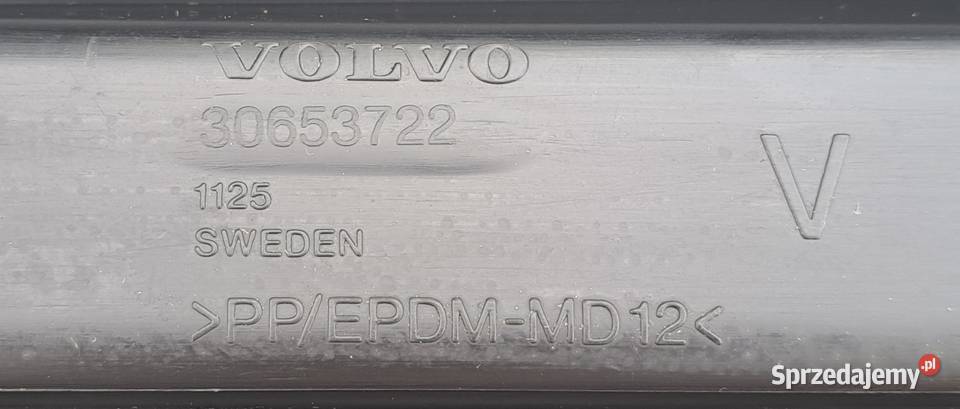 VOLVO
30653722
1125
SWEDEN
V
>PP/EPDM-MD12<
Sprzedajemy.pl